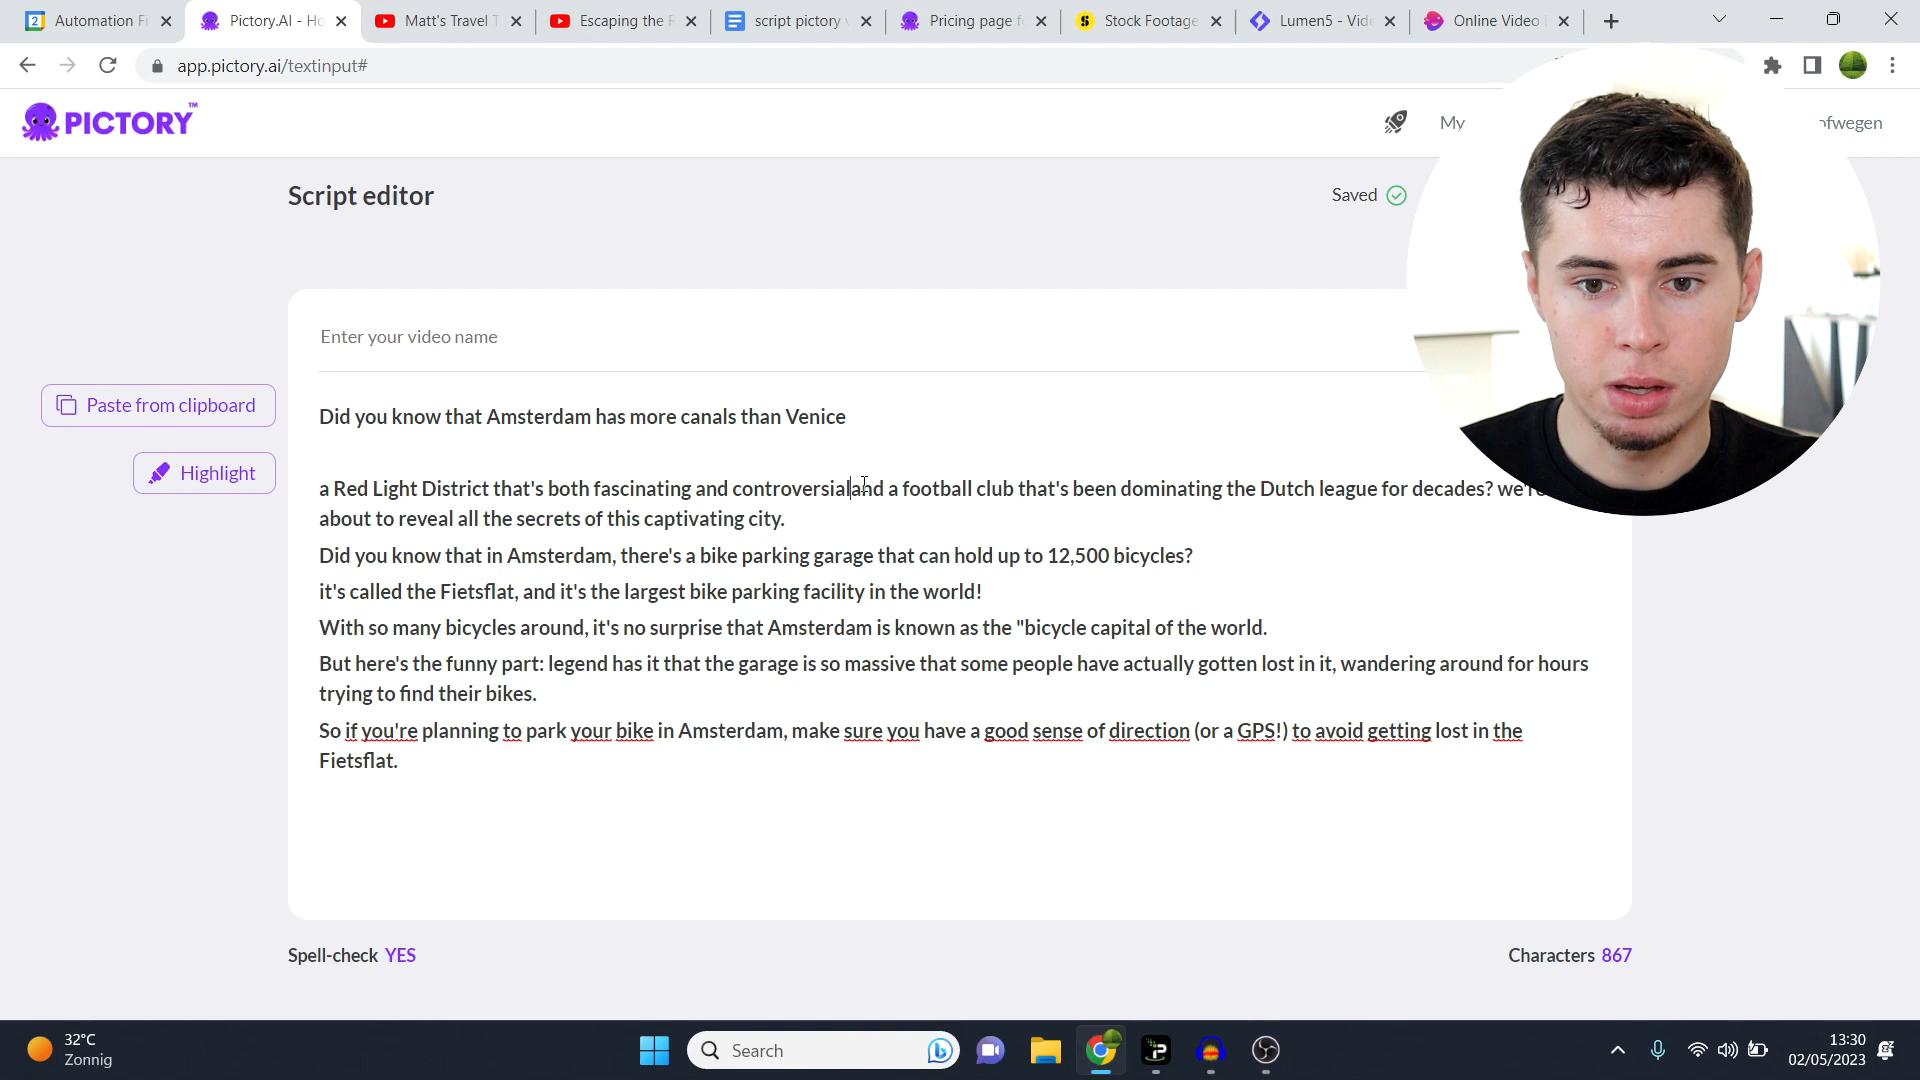 Automation Fi
Pictory.AI - Ho
Matt's Travel T
Escaping the R
script pictory
Pricing page f
Stock Footage
Lumen5 - Vid
Online Video
app.pictory.ai/textinput#
PICTORY™
My
ofwegen
Script editor
Saved
Enter your video name
Paste from clipboard
Highlight
Did you know that Amsterdam has more canals than Venice
a Red Light District that's both fascinating and controversialand a football club that's been dominating the Dutch league for decades? we're
about to reveal all the secrets of this captivating city.
Did you know that in Amsterdam, there's a bike parking garage that can hold up to 12,500 bicycles?
it's called the Fietsflat, and it's the largest bike parking facility in the world!
With so many bicycles around, it's no surprise that Amsterdam is known as the "bicycle capital of the world.
But here's the funny part: legend has it that the garage is so massive that some people have actually gotten lost in it, wandering around for hours
trying to find their bikes.
So if you're planning to park your bike in Amsterdam, make sure you have a good sense of direction (or a GPS!) to avoid getting lost in the
Fietsflat.
Spell-check YES
Characters 867
32°C
Zonnig
Search
13:30
02/05/2023